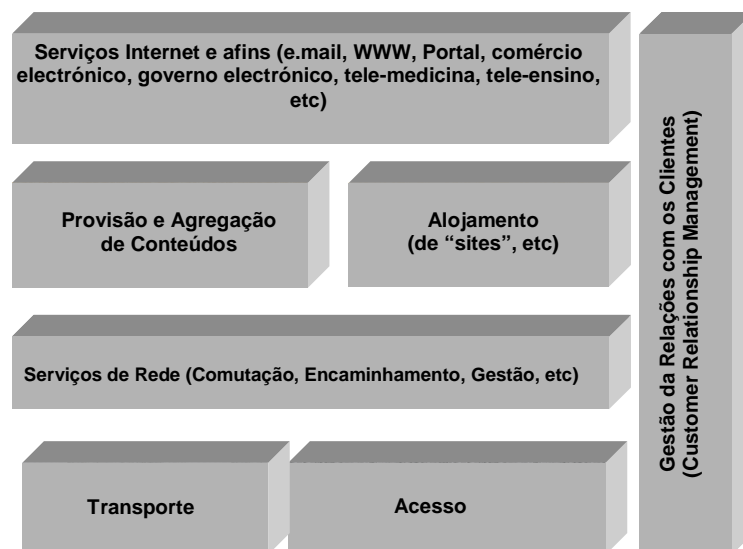 Serviços Internet e afins (e.mail, WWW, Portal, comércio
electrónico, governo electrónico, tele-medicina, tele-ensino,
etc)
Provisão e Agregação
de Conteúdos
Alojamento
(de “sites”, etc)
Serviços de Rede (Comutação, Encaminhamento, Gestão, etc)
Transporte
Acesso
Gestão da Relações com os Clientes
(Customer Relationship Management)